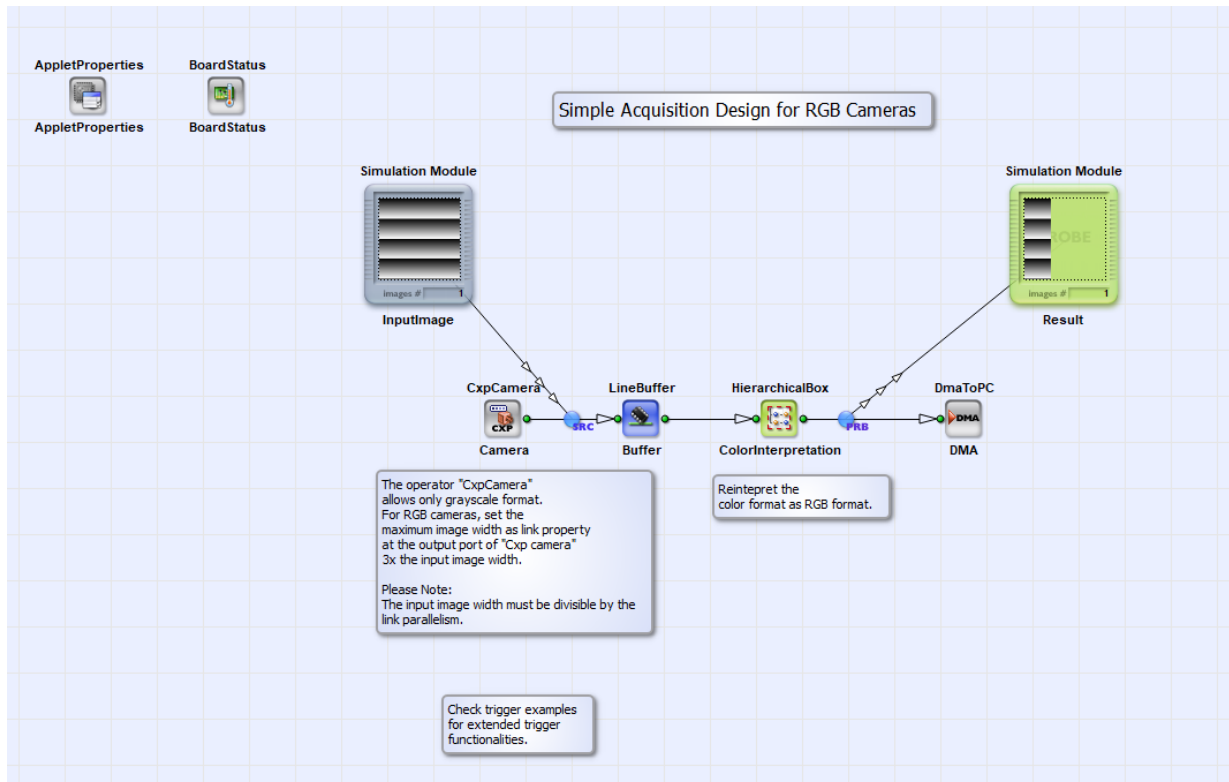 AppletProperties
BoardStatus
AppletProperties
BoardStatus
Simple Acquisition Design for RGB Cameras
Simulation Module
images # 1
InputImage
Simulation Module
ROBE
images # 1
Result
CxpCamera
CXP
Camera
SRC
LineBuffer
Buffer
HierarchicalBox
ColorInterpretation
PRB
DmaToPC
DMA
DMA
The operator "CxpCamera"
allows only grayscale format.
For RGB cameras, set the
maximum image width as link property
at the output port of "Cxp camera"
3x the input image width.
Please Note:
The input image width must be divisible by the
link parallelism.
Reintepret the
color format as RGB format.
Check trigger examples
for extended trigger
functionalities.